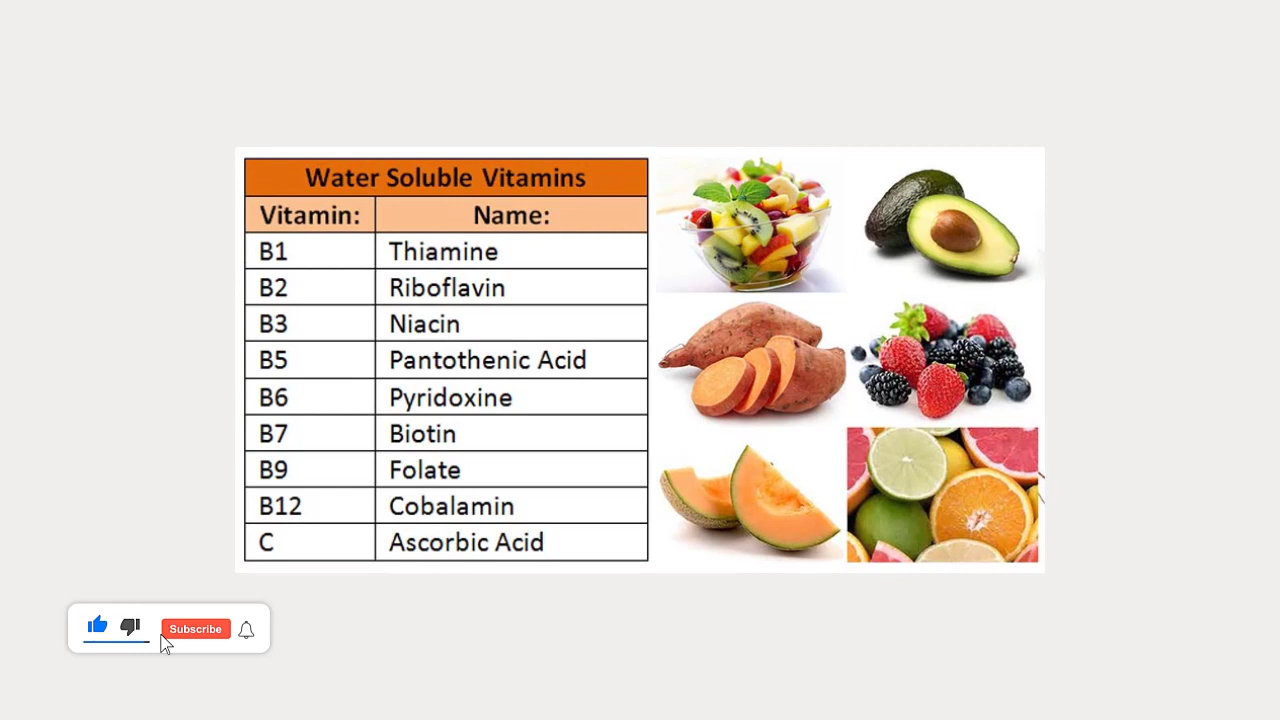 Water Soluble Vitamins
Vitamin: Name:
B1 Thiamine
B2 Riboflavin
B3 Niacin
B5 Pantothenic Acid
B6 Pyridoxine
B7 Biotin
B9 Folate
B12 Cobalamin
C Ascorbic Acid
Subscribe